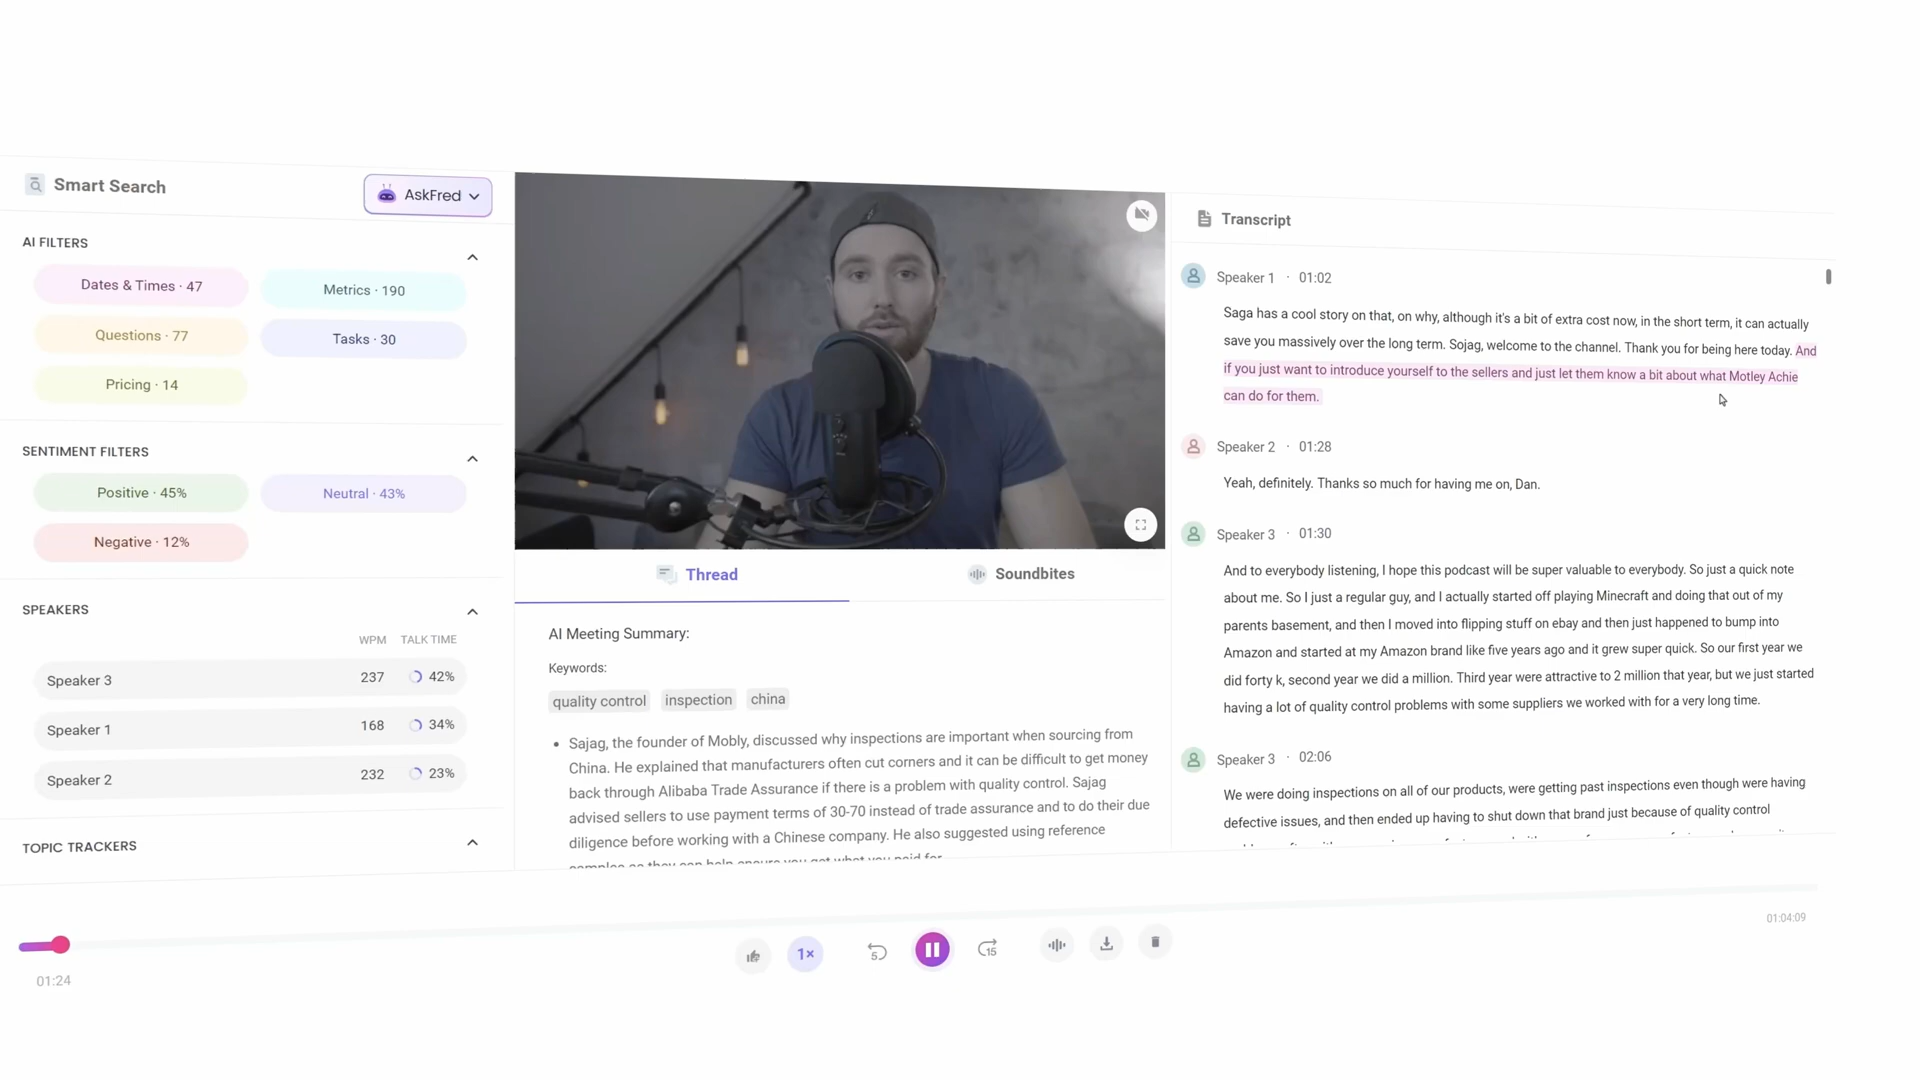 Smart Search
AskFred
AI FILTERS
Dates & Times · 47
Metrics · 190
Questions · 77
Tasks · 30
Pricing · 14
SENTIMENT FILTERS
Positive · 45%
Neutral · 43%
Negative · 12%
SPEAKERS
WPM TALK TIME
Speaker 3 237 42%
Speaker 1 168 34%
Speaker 2 232 23%
TOPIC TRACKERS
Thread
Soundbites
AI Meeting Summary:
Keywords:
quality control inspection china
• Sajag, the founder of Mobly, discussed why inspections are important when sourcing from
China. He explained that manufacturers often cut corners and it can be difficult to get money
back through Alibaba Trade Assurance if there is a problem with quality control. Sajag
advised sellers to use payment terms of 30-70 instead of trade assurance and to do their due
diligence before working with a Chinese company. He also suggested using reference
samples as they can help ensure you get what you paid for.
Transcript
Speaker 1 · 01:02
Saga has a cool story on that, on why, although it's a bit of extra cost now, in the short term, it can actually
save you massively over the long term. Sojag, welcome to the channel. Thank you for being here today. And
if you just want to introduce yourself to the sellers and just let them know a bit about what Motley Achie
can do for them.
Speaker 2 · 01:28
Yeah, definitely. Thanks so much for having me on, Dan.
Speaker 3 · 01:30
And to everybody listening, I hope this podcast will be super valuable to everybody. So just a quick note
about me. So I just a regular guy, and I actually started off playing Minecraft and doing that out of my
parents basement, and then I moved into flipping stuff on ebay and then just happened to bump into
Amazon and started at my Amazon brand like five years ago and it grew super quick. So our first year we
did forty k, second year we did a million. Third year were attractive to 2 million that year, but we just started
having a lot of quality control problems with some suppliers we worked with for a very long time.
Speaker 3 · 02:06
We were doing inspections on all of our products, were getting past inspections even though were having
defective issues, and then ended up having to shut down that brand just because of quality control
01:24
1×
5
15
01:04:09